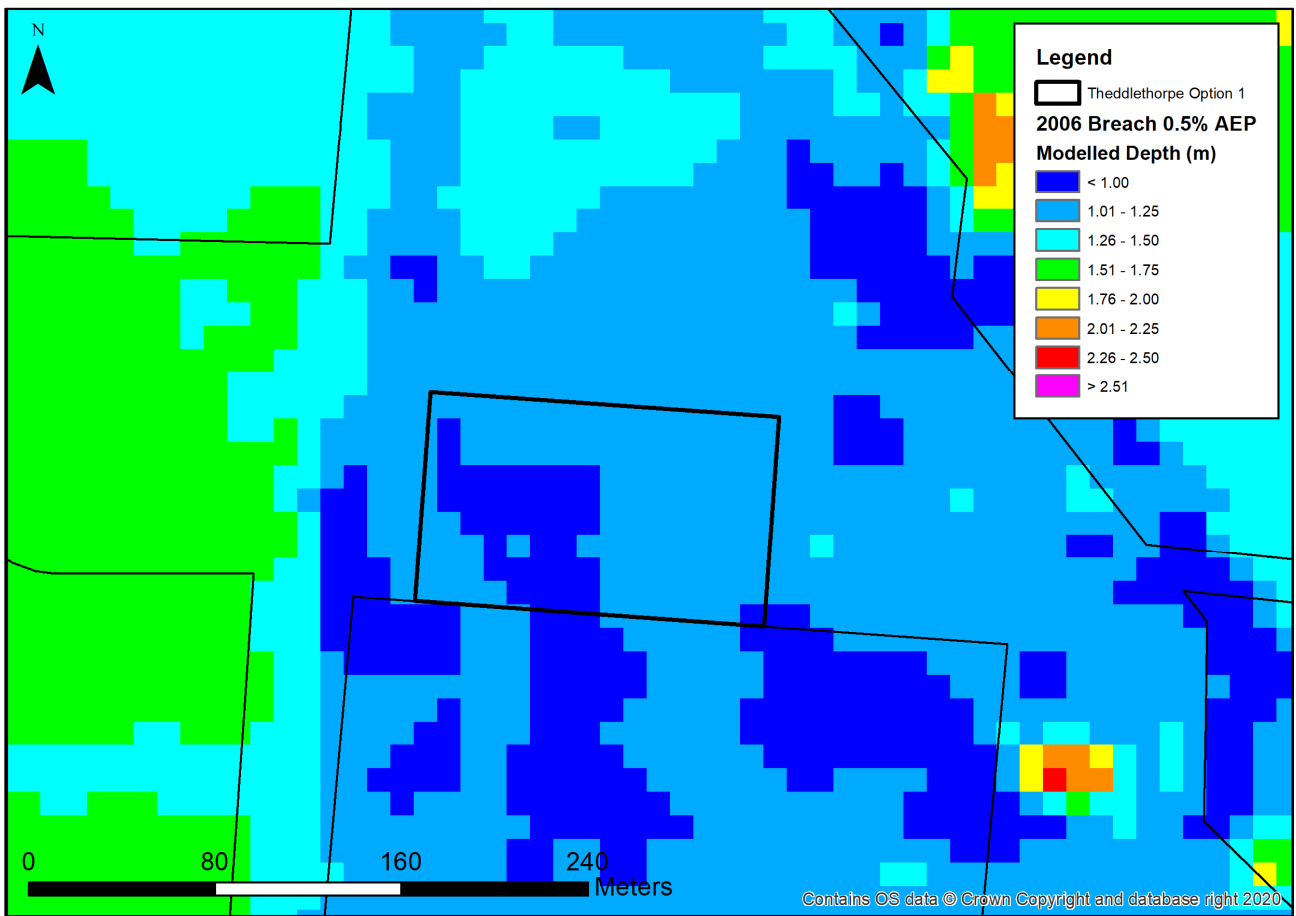 N
Legend
Theddlethorpe Option 1
2006 Breach 0.5% AEP
Modelled Depth (m)
< 1.00
1.01 - 1.25
1.26 - 1.50
1.51 - 1.75
1.76 - 2.00
2.01 - 2.25
2.26 - 2.50
> 2.51
0 80 160 240
Meters
Contains OS data © Crown Copyright and database right 2020